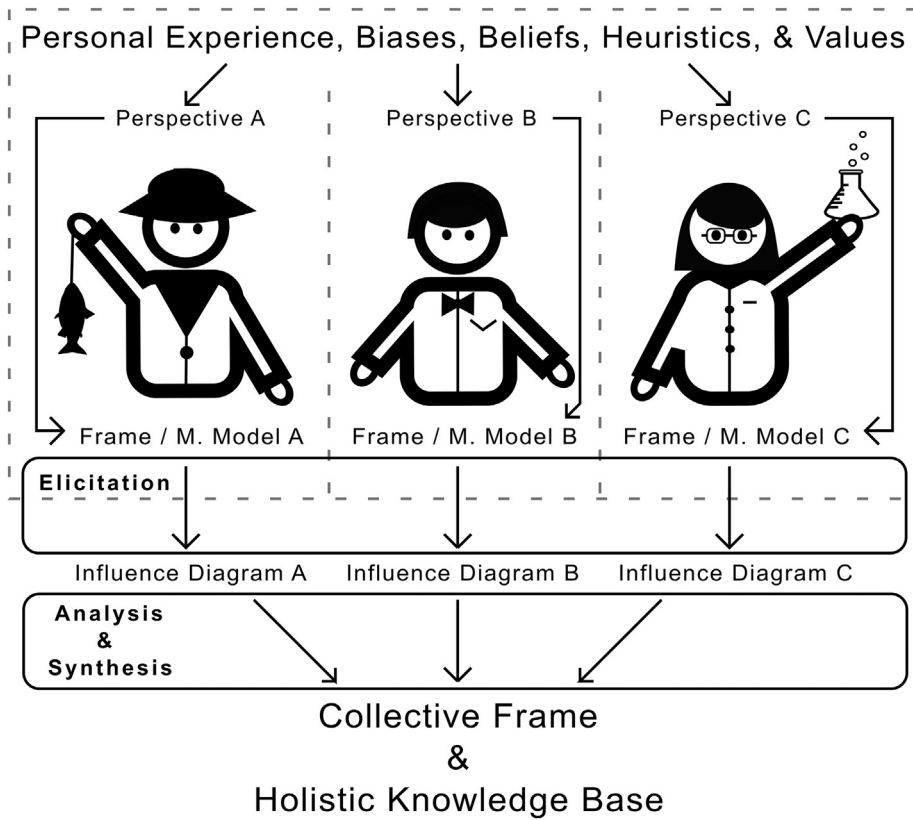 Personal Experience, Biases, Beliefs, Heuristics, & Values
Perspective A
Perspective B
Perspective C
Frame / M. Model A
Frame / M. Model B
Frame / M. Model C
Elicitation
Influence Diagram A
Influence Diagram B
Influence Diagram C
Analysis
&
Synthesis
Collective Frame
&
Holistic Knowledge Base